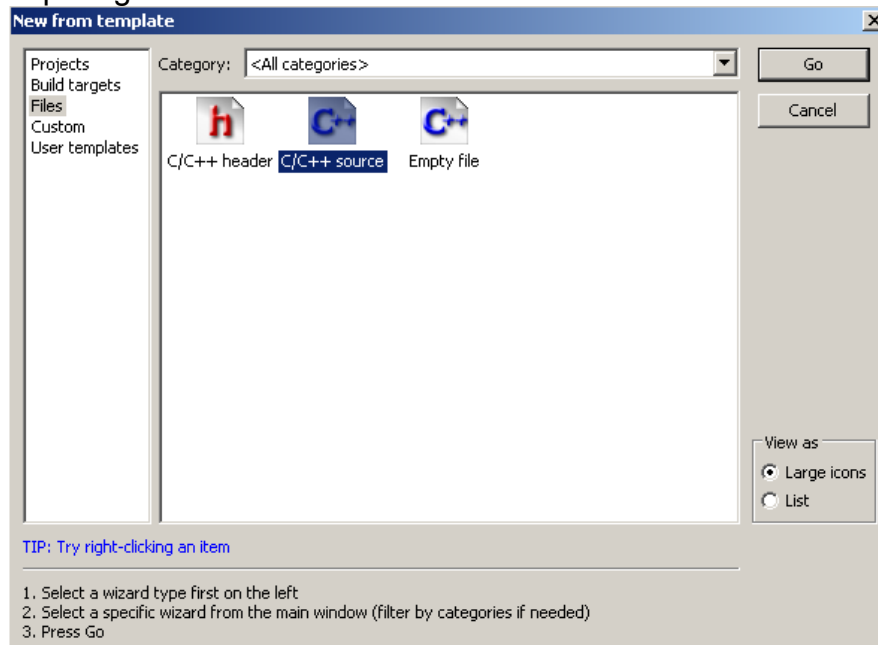 New from template
Projects
Build targets
Files
Custom
User templates
Category: <All categories>
Go
Cancel
h
C++
C++
C/C++ header
C/C++ source
Empty file
View as
Large icons
List
TIP: Try right-clicking an item
1. Select a wizard type first on the left
2. Select a specific wizard from the main window (filter by categories if needed)
3. Press Go